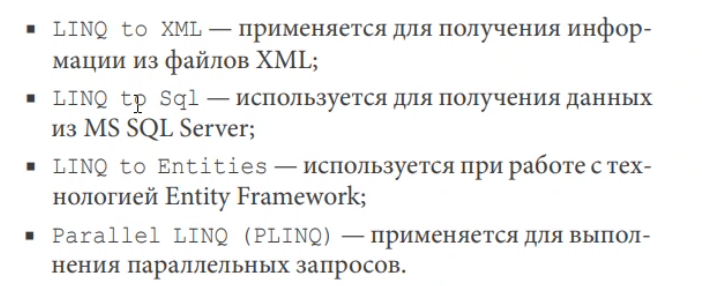 ▪ LINQ to XML — применяется для получения инфор-
мации из файлов XML;
▪ LINQ to Sql — используется для получения данных
из MS SQL Server;
▪ LINQ to Entities — используется при работе с тех-
нологией Entity Framework;
▪ Parallel LINQ (PLINQ) — применяется для выпол-
нения параллельных запросов.